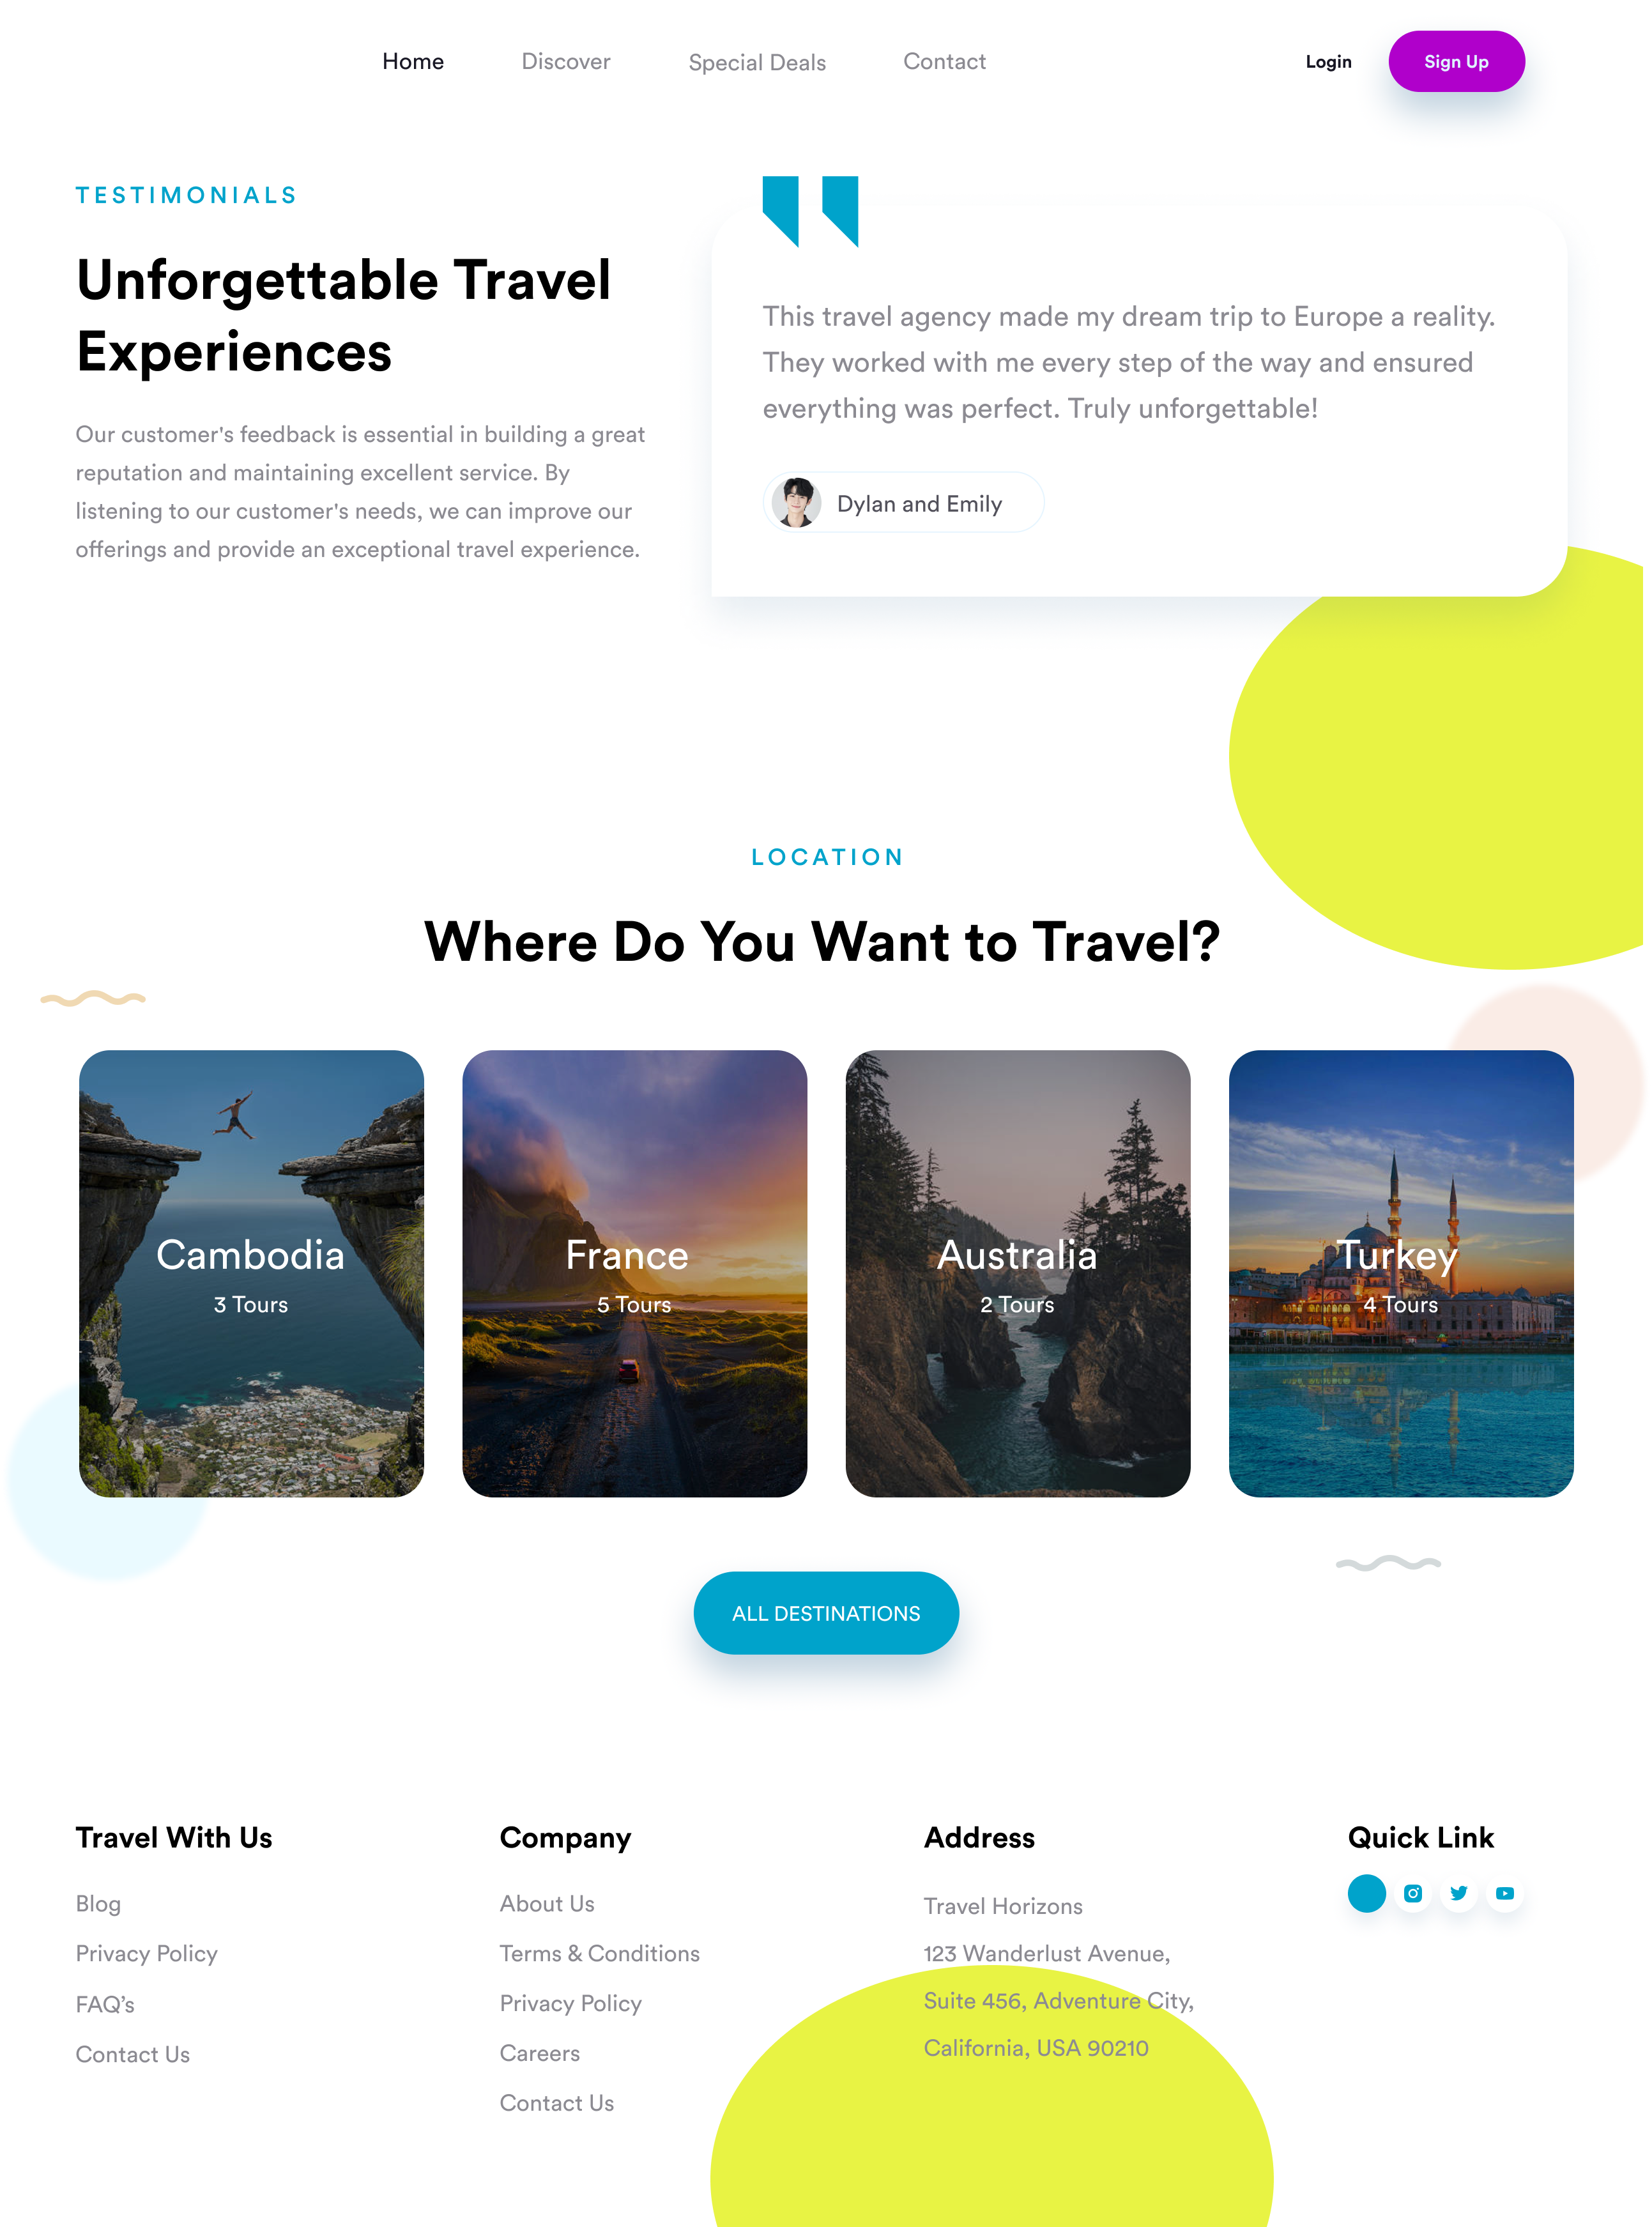 Home
Discover
Special Deals
Contact
Login
Sign Up
TESTIMONIALS
Unforgettable Travel
Experiences
Our customer's feedback is essential in building a great
reputation and maintaining excellent service. By
listening to our customer's needs, we can improve our
offerings and provide an exceptional travel experience.
This travel agency made my dream trip to Europe a reality.
They worked with me every step of the way and ensured
everything was perfect. Truly unforgettable!
Dylan and Emily
LOCATION
Where Do You Want to Travel?
Cambodia
3 Tours
France
5 Tours
Australia
2 Tours
Turkey
4 Tours
ALL DESTINATIONS
Travel With Us
Blog
Privacy Policy
FAQ’s
Contact Us
Company
About Us
Terms & Conditions
Privacy Policy
Careers
Contact Us
Address
Travel Horizons
123 Wanderlust Avenue,
Suite 456, Adventure City,
California, USA 90210
Quick Link